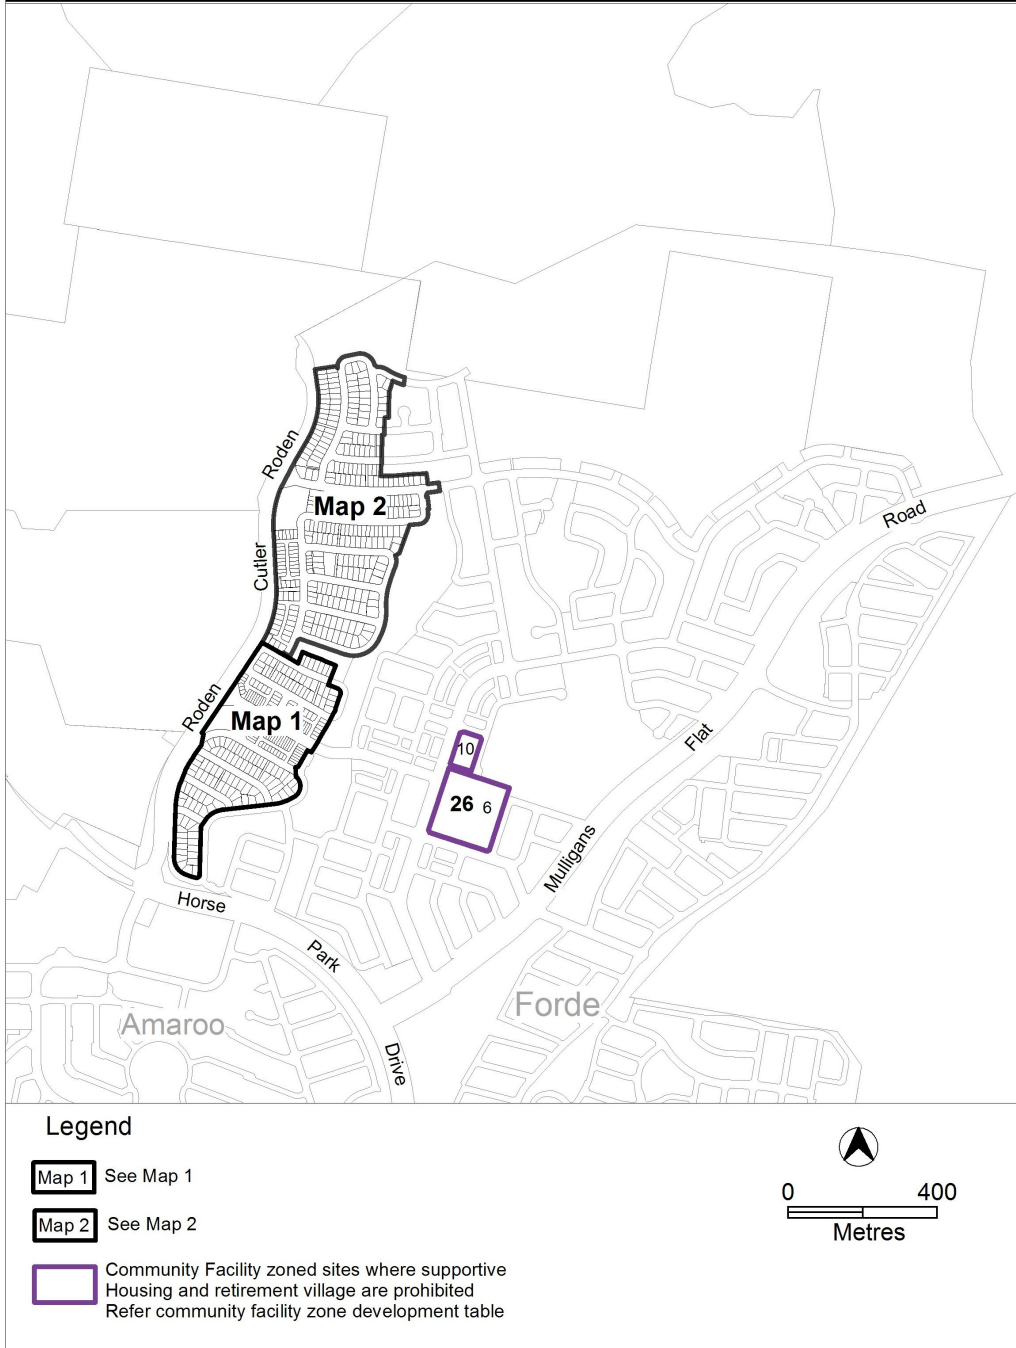 Roden
Map 2
Road
Cutler
Roden
Map 1
Flat
10
26 6
Mulligans
Horse
Park
Forde
Amaroo
Drive
Legend
Map 1 See Map 1
Map 2 See Map 2
Community Facility zoned sites where supportive
Housing and retirement village are prohibited
Refer community facility zone development table
0 400
Metres